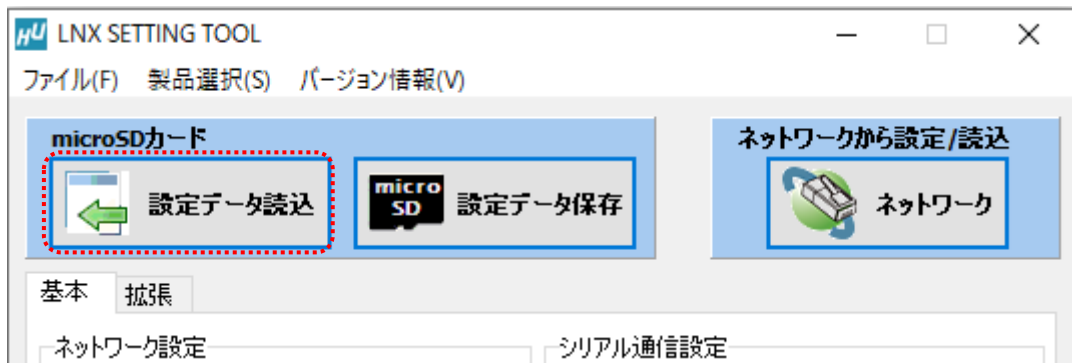 HU LNX SETTING TOOL
ファイル(F) 製品選択(S) バージョン情報(V)
microSDカード
設定データ読込
micro
SD
設定データ保存
ネットワークから設定/読込
ネットワーク
基本 拡張
ネットワーク設定
シリアル通信設定